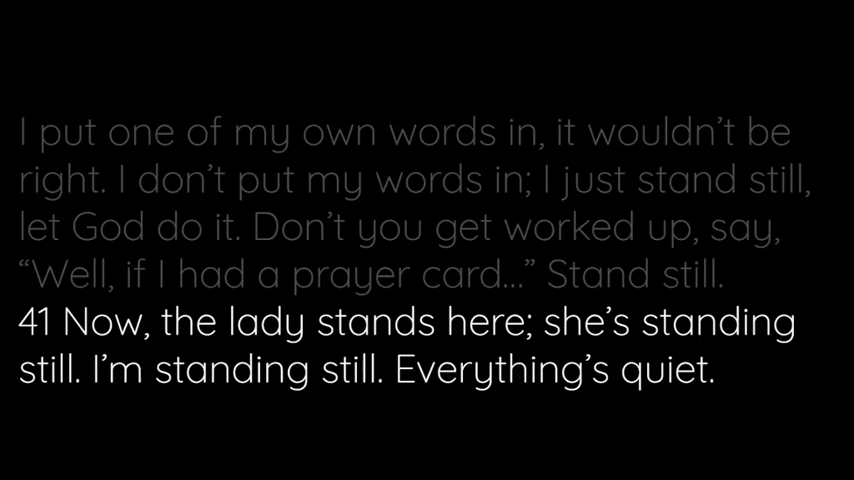 I put one of my own words in, it wouldn’t be
right. I don’t put my words in; I just stand still,
let God do it. Don’t you get worked up, say,
“Well, if I had a prayer card…” Stand still.
41 Now, the lady stands here; she’s standing
still. I’m standing still. Everything’s quiet.